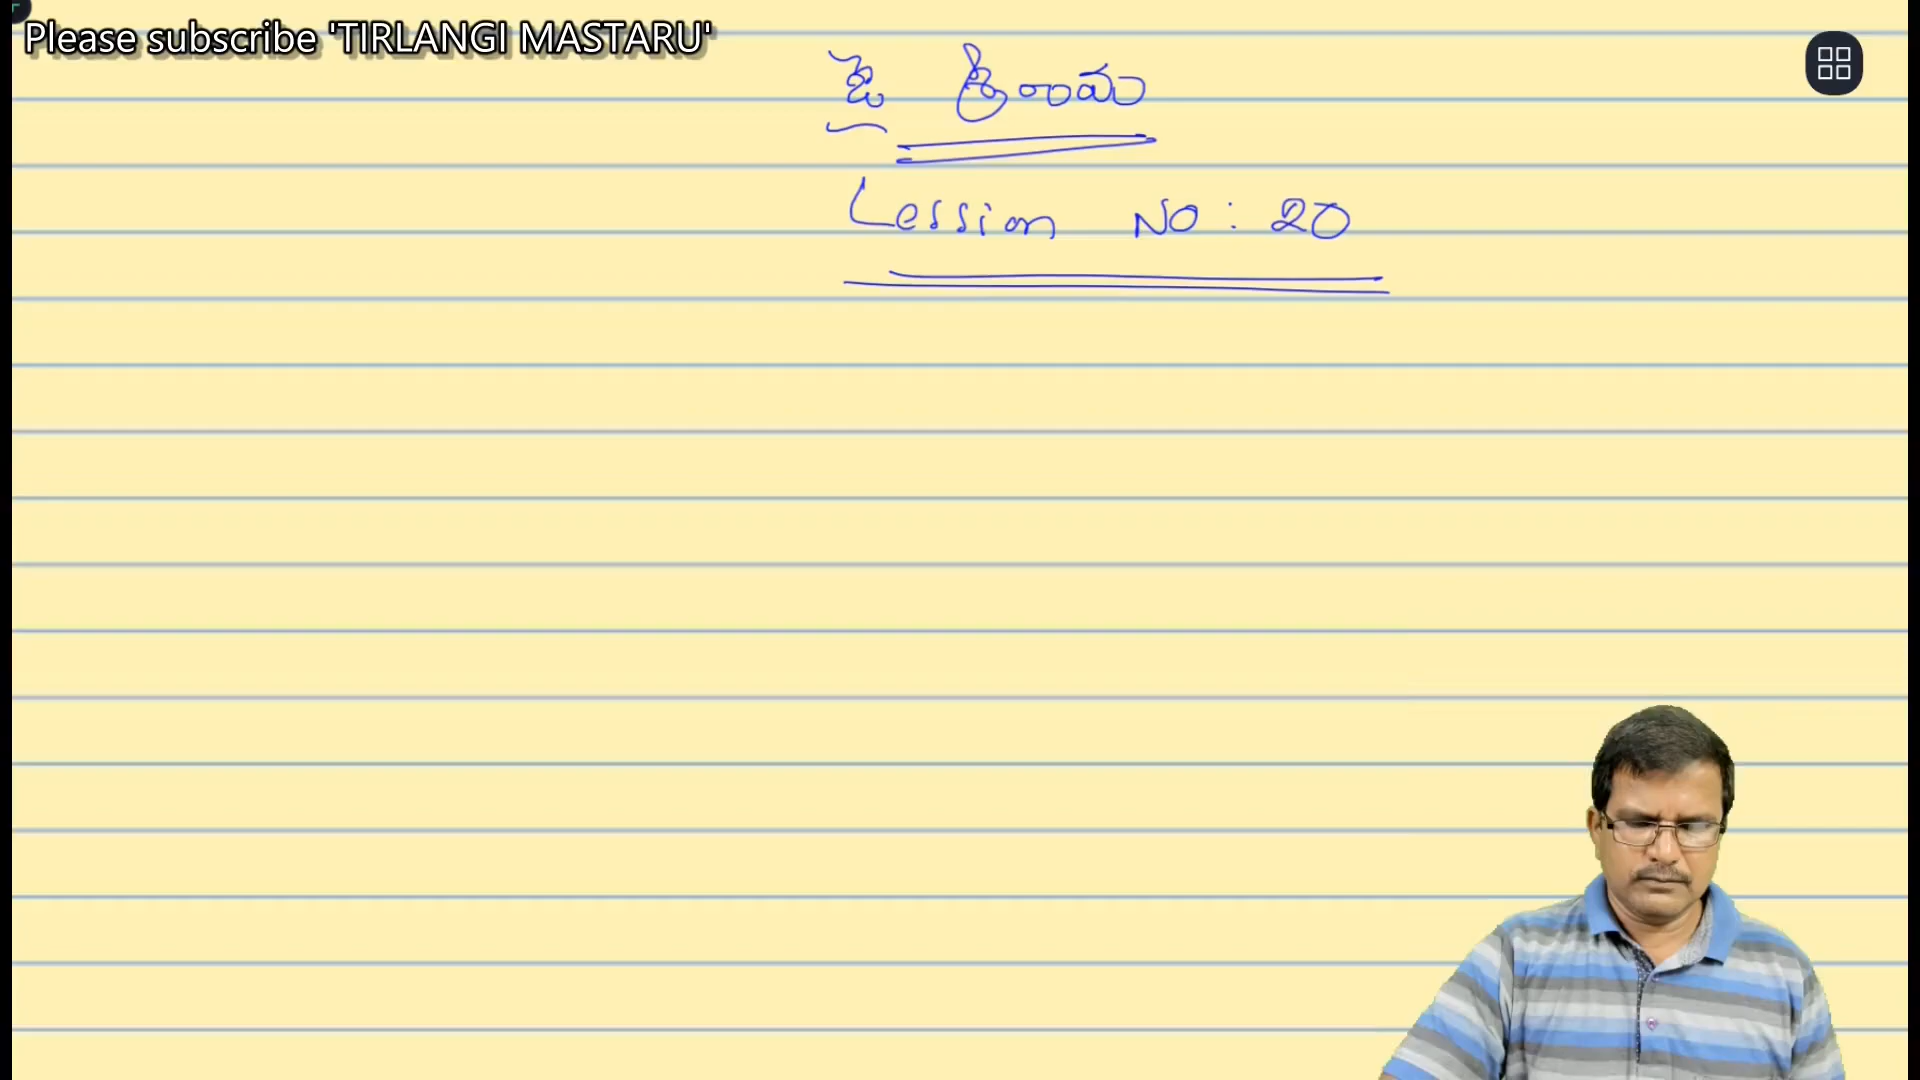 Please subscribe 'TIRLANGI MASTARU'
జై శ్రీరామ
Lession No: 20